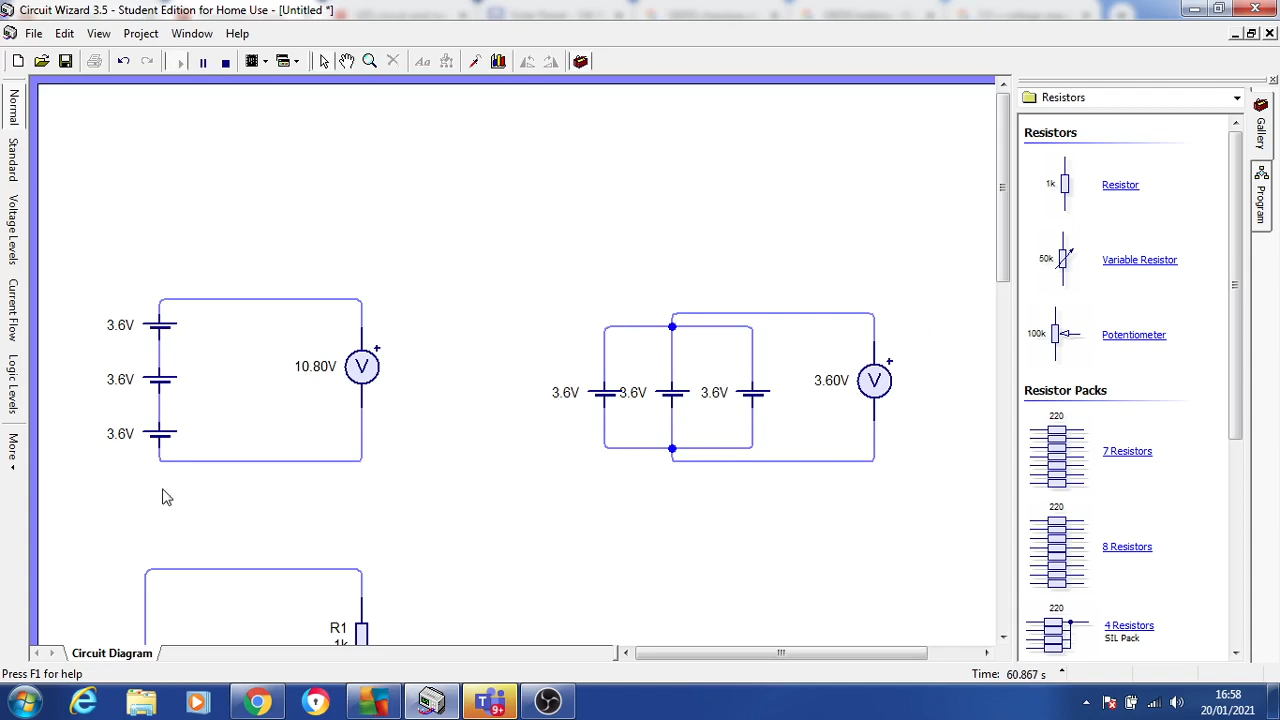 Circuit Wizard 3.5 - Student Edition for Home Use - [Untitled *]
File Edit View Project Window Help
Aa
Normal
Standard
Voltage Levels
Current Flow
Logic Levels
More
3.6V
3.6V
3.6V
10.80V
V
+
3.6V
3.6V
3.6V
3.60V
V
+
R1
1k
Resistors
Resistors
1k
Resistor
50k
Variable Resistor
100k
Potentiometer
Resistor Packs
220
7 Resistors
220
8 Resistors
220
4 Resistors
SIL Pack
Gallery
Program
Circuit Diagram
Press F1 for help
Time: 60.867 s
9+
16:58
20/01/2021